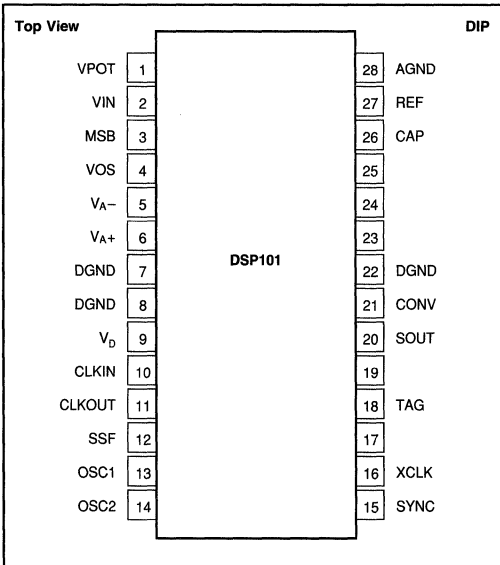 Top View DIP
VPOT 1 28 AGND
VIN 2 27 REF
MSB 3 26 CAP
VOS 4 25
VA− 5 24
VA+ 6 23
DSP101
DGND 7 22 DGND
DGND 8 21 CONV
VD 9 20 SOUT
CLKIN 10 19
CLKOUT 11 18 TAG
SSF 12 17
OSC1 13 16 XCLK
OSC2 14 15 SYNC